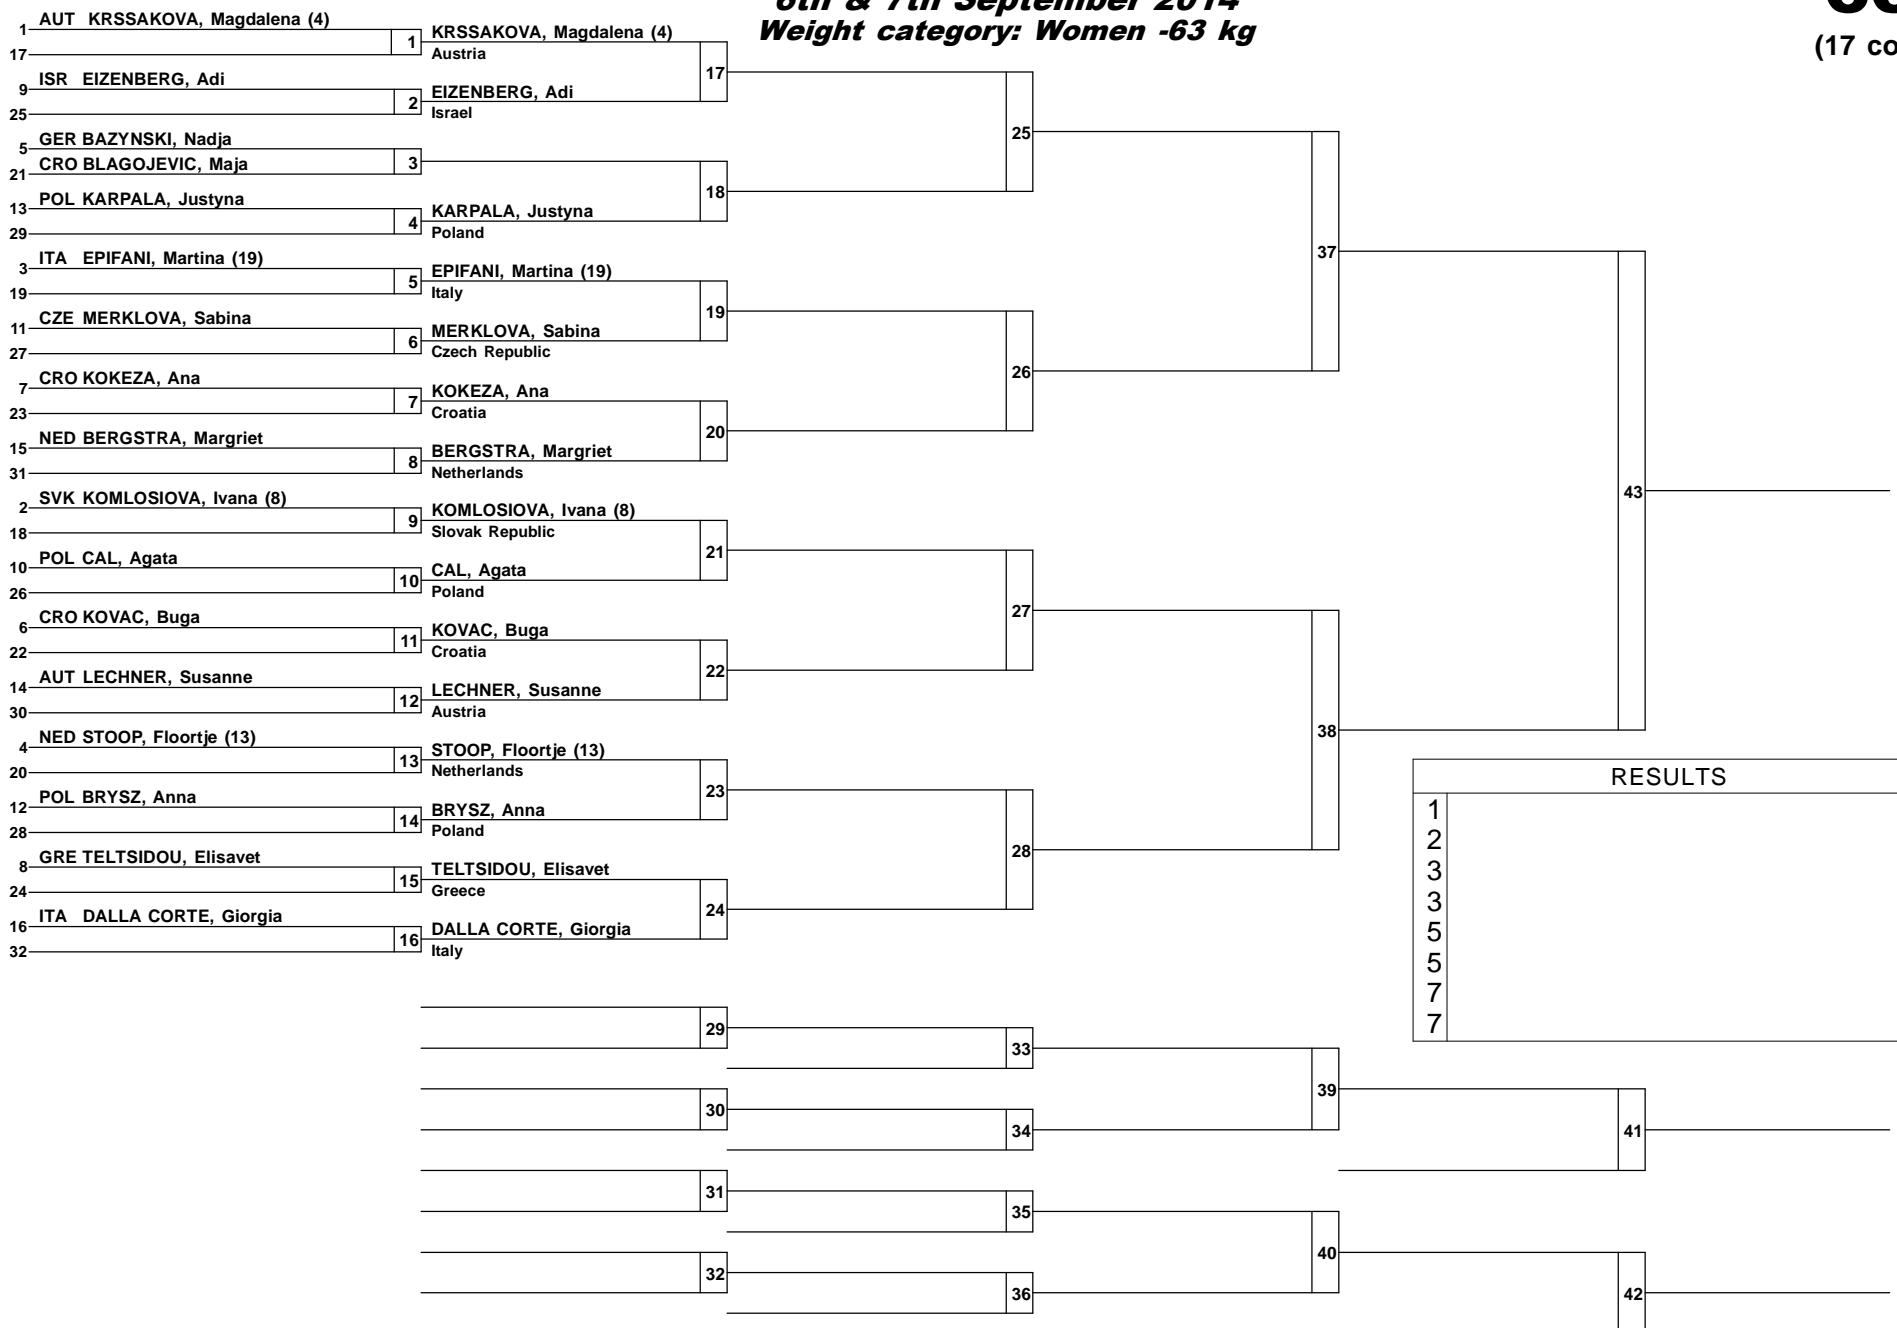 6th & 7th September 2014
Weight category: Women -63 kg
(17 co
1 AUT KRSSAKOVA, Magdalena (4)
17
1 KRSSAKOVA, Magdalena (4)
Austria
17
9 ISR EIZENBERG, Adi
25
2 EIZENBERG, Adi
Israel
25
5 GER BAZYNSKI, Nadja
21 CRO BLAGOJEVIC, Maja
3
18
13 POL KARPALA, Justyna
29
4 KARPALA, Justyna
Poland
37
3 ITA EPIFANI, Martina (19)
19
5 EPIFANI, Martina (19)
Italy
19
11 CZE MERKLOVA, Sabina
27
6 MERKLOVA, Sabina
Czech Republic
26
7 CRO KOKEZA, Ana
23
7 KOKEZA, Ana
Croatia
20
15 NED BERGSTRA, Margriet
31
8 BERGSTRA, Margriet
Netherlands
43
2 SVK KOMLOSIOVA, Ivana (8)
18
9 KOMLOSIOVA, Ivana (8)
Slovak Republic
21
10 POL CAL, Agata
26
10 CAL, Agata
Poland
27
6 CRO KOVAC, Buga
22
11 KOVAC, Buga
Croatia
22
14 AUT LECHNER, Susanne
30
12 LECHNER, Susanne
Austria
38
4 NED STOOP, Floortje (13)
20
13 STOOP, Floortje (13)
Netherlands
23
12 POL BRYSZ, Anna
28
14 BRYSZ, Anna
Poland
28
8 GRE TELTSIDOU, Elisavet
24
15 TELTSIDOU, Elisavet
Greece
24
16 ITA DALLA CORTE, Giorgia
32
16 DALLA CORTE, Giorgia
Italy
RESULTS
1
2
3
3
5
5
7
7
29
33
39
30
34
41
31
35
40
32
36
42